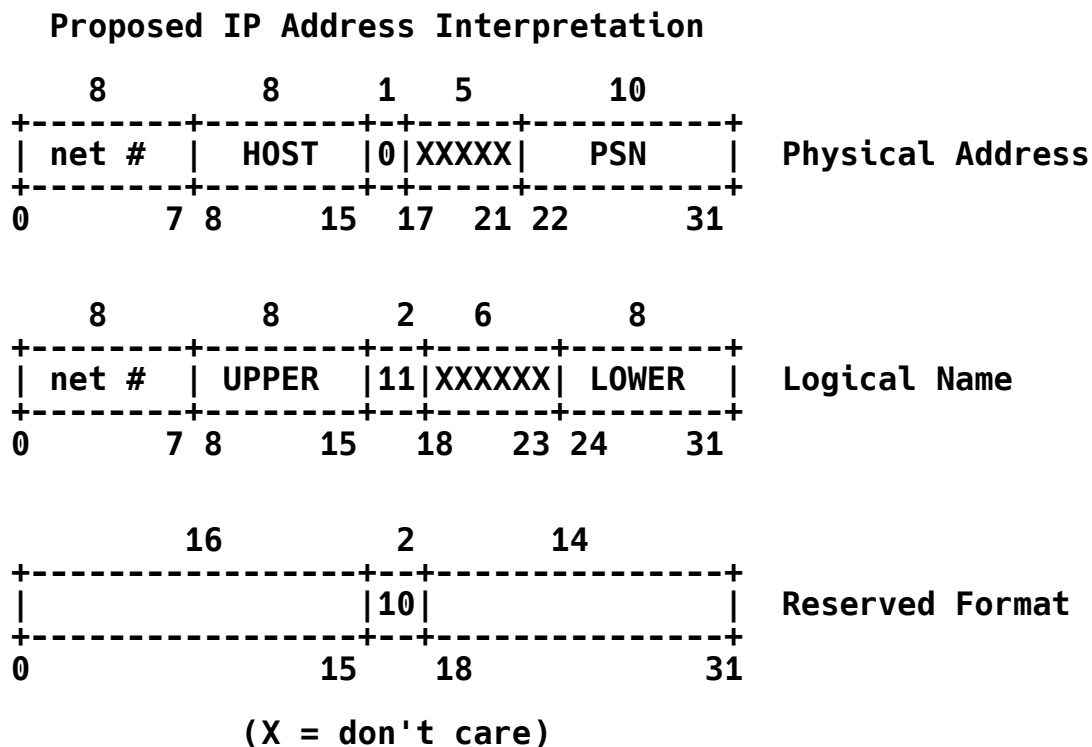 Proposed IP Address Interpretation
    8        8     1   5       10
+--------+--------+-+-----+----------+
| net #  |  HOST  |0|XXXXX|   PSN    |  Physical Address
+--------+--------+-+-----+----------+
0       7 8     15  17  21 22      31
    8        8      2   6       8
+--------+--------+--+------+--------+
| net #  | UPPER  |11|XXXXXX| LOWER  |  Logical Name
+--------+--------+--+------+--------+
0       7 8     15   18   23 24    31
         16         2      14
+-----------------+--+---------------+
|                 |10|               |  Reserved Format
+-----------------+--+---------------+
0               15    18            31
(X = don't care)